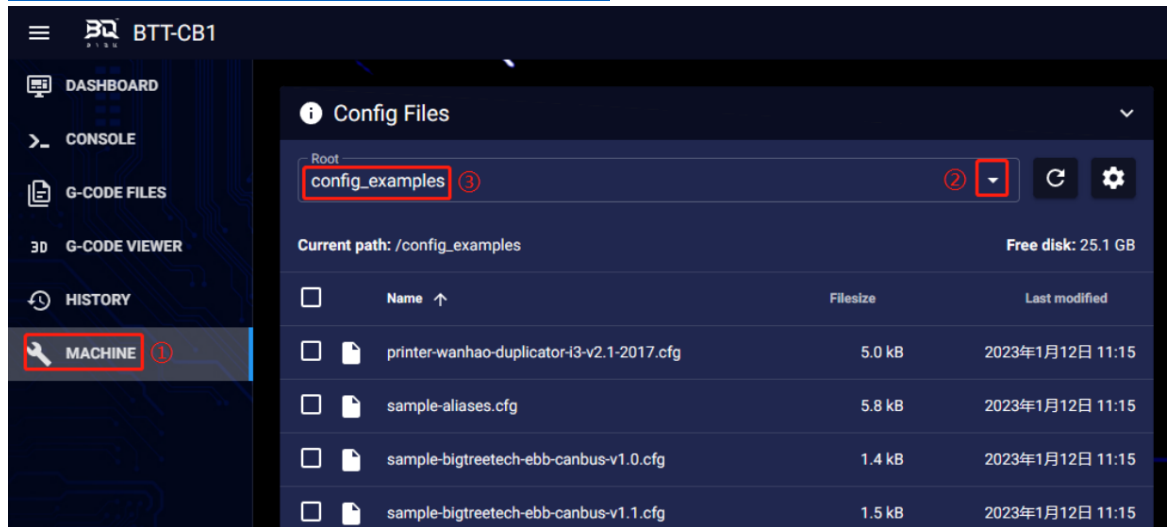 BTT-CB1
DASHBOARD
CONSOLE
G-CODE FILES
3D G-CODE VIEWER
HISTORY
MACHINE ①
Config Files
Root
config_examples ③ ②
Current path: /config_examples Free disk: 25.1 GB
Name ↑ Filesize Last modified
printer-wanhao-duplicator-i3-v2.1-2017.cfg 5.0 kB 2023年1月12日 11:15
sample-aliases.cfg 5.8 kB 2023年1月12日 11:15
sample-bigtreetech-ebb-canbus-v1.0.cfg 1.4 kB 2023年1月12日 11:15
sample-bigtreetech-ebb-canbus-v1.1.cfg 1.5 kB 2023年1月12日 11:15